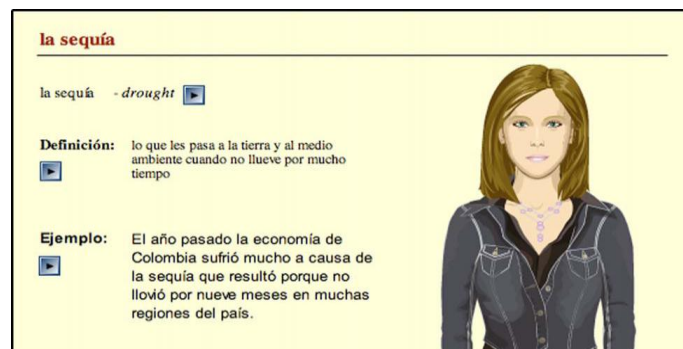 la sequía
la sequía - drought
Definición: lo que les pasa a la tierra y al medio
ambiente cuando no llueve por mucho
tiempo
Ejemplo: El año pasado la economía de
Colombia sufrió mucho a causa de
la sequía que resultó porque no
llovió por nueve meses en muchas
regiones del país.